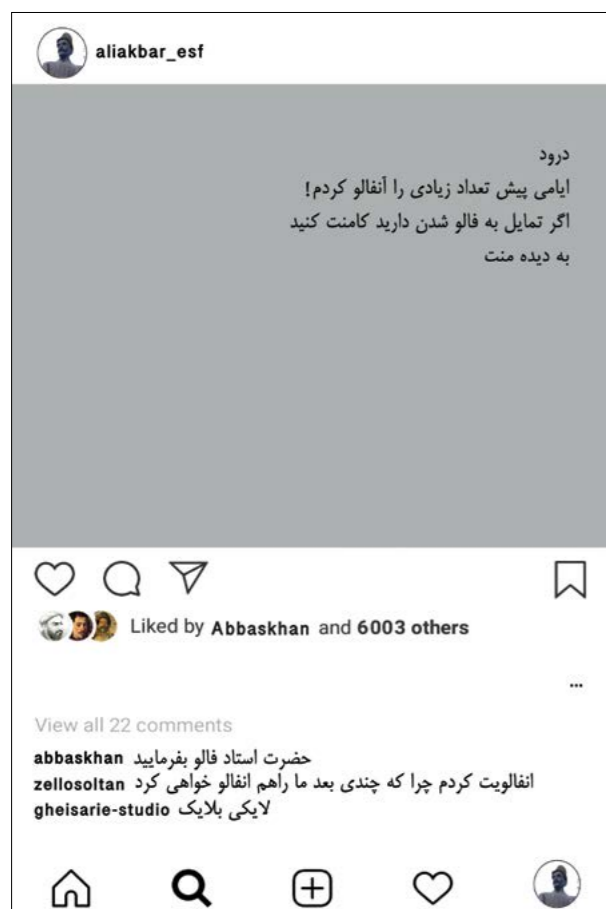 aliakbar_esf
درود
ایامی پیش تعداد زیادی را آنفالو کردم!
اگر تمایل به فالو شدن دارید کامنت کنید
به دیده منت
Liked by Abbaskhan and 6003 others
...
View all 22 comments
abbaskhan حضرت استاد فالو بفرمایید
zellosoltan انفالویت کردم چرا که چندی بعد ما راهم انفالو خواهی کرد
gheisarie-studio لایکی بلایک